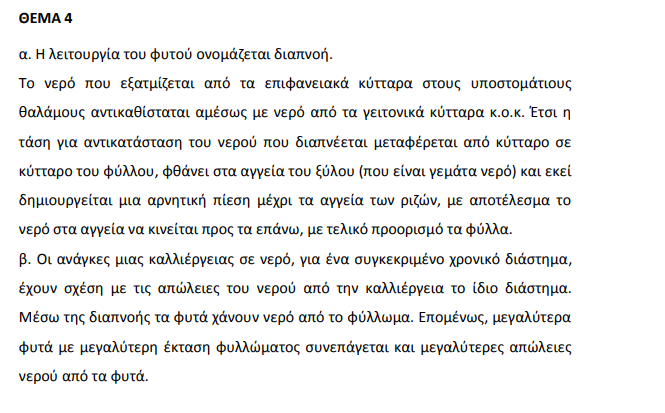 ΘΕΜΑ 4
α. Η λειτουργία του φυτού ονομάζεται διαπνοή.
Το νερό που εξατμίζεται από τα επιφανειακά κύτταρα στους υποστομάτιους
θαλάμους αντικαθίσταται αμέσως με νερό από τα γειτονικά κύτταρα κ.ο.κ. Έτσι η
τάση για αντικατάσταση του νερού που διαπνέεται μεταφέρεται από κύτταρο σε
κύτταρο του φύλλου, φθάνει στα αγγεία του ξύλου (που είναι γεμάτα νερό) και εκεί
δημιουργείται μια αρνητική πίεση μέχρι τα αγγεία των ριζών, με αποτέλεσμα το
νερό στα αγγεία να κινείται προς τα επάνω, με τελικό προορισμό τα φύλλα.
β. Οι ανάγκες μιας καλλιέργειας σε νερό, για ένα συγκεκριμένο χρονικό διάστημα,
έχουν σχέση με τις απώλειες του νερού από την καλλιέργεια το ίδιο διάστημα.
Μέσω της διαπνοής τα φυτά χάνουν νερό από το φύλλωμα. Επομένως, μεγαλύτερα
φυτά με μεγαλύτερη έκταση φυλλώματος συνεπάγεται και μεγαλύτερες απώλειες
νερού από τα φυτά.